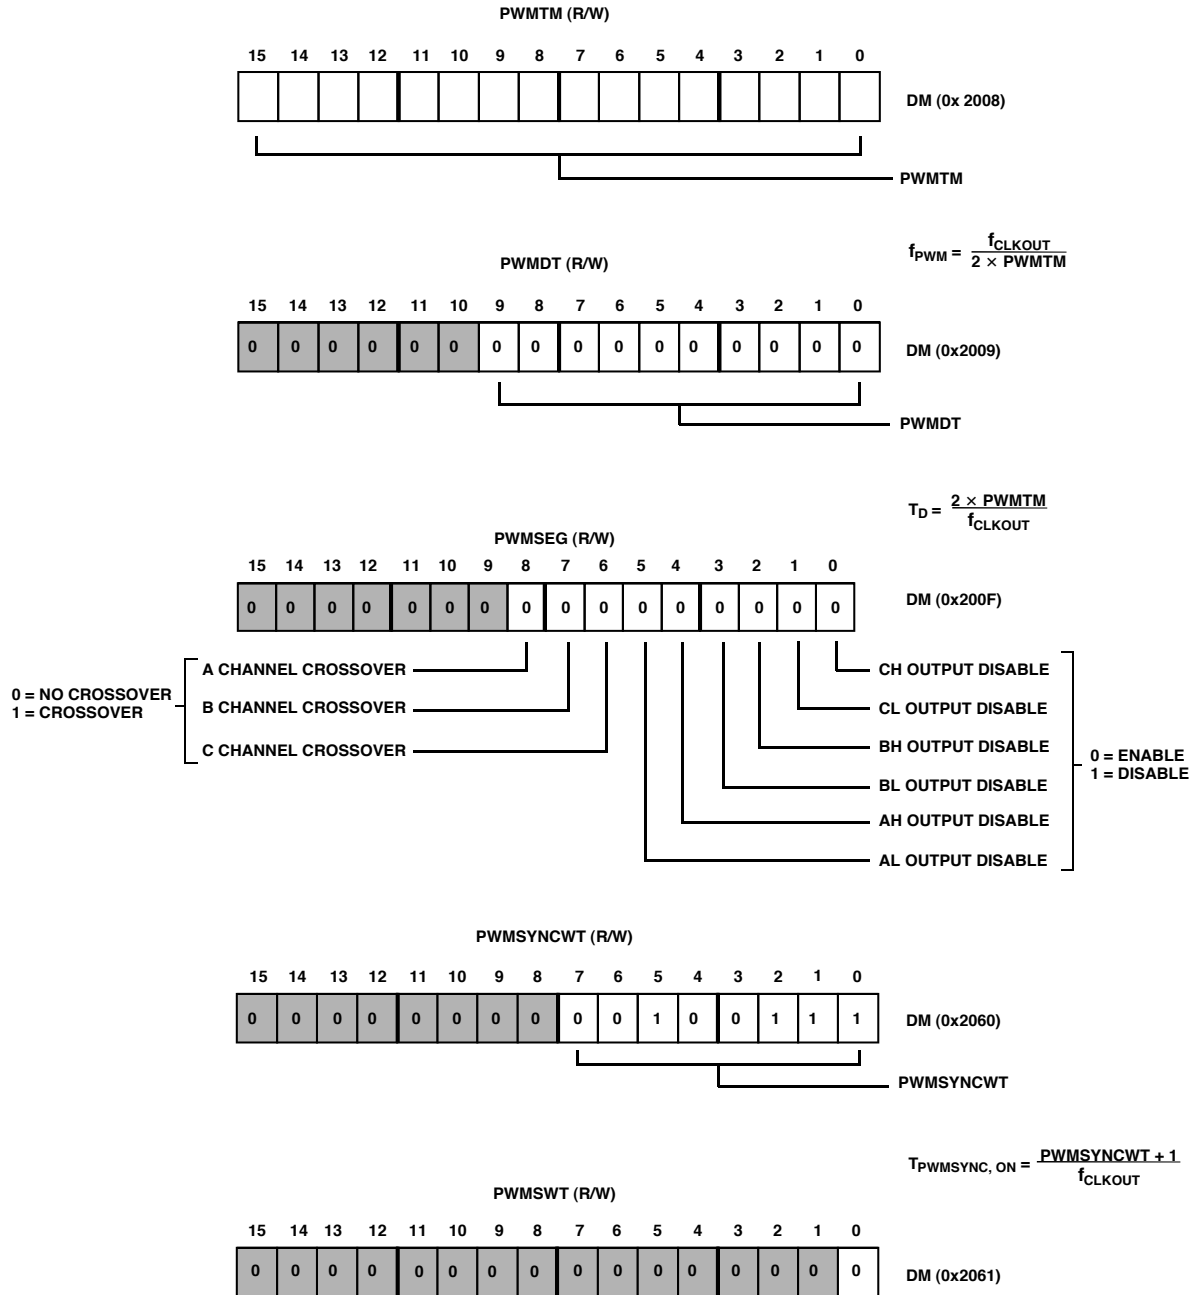 PWMTM (R/W)
15 14 13 12 11 10 9 8 7 6 5 4 3 2 1 0
DM (0x 2008)
PWMTM
fPWM = fCLKOUT / 2 × PWMTM
PWMDT (R/W)
15 14 13 12 11 10 9 8 7 6 5 4 3 2 1 0
0 0 0 0 0 0 0 0 0 0 0 0 0 0 0 0
DM (0x2009)
PWMDT
TD = 2 × PWMTM / fCLKOUT
PWMSEG (R/W)
15 14 13 12 11 10 9 8 7 6 5 4 3 2 1 0
0 0 0 0 0 0 0 0 0 0 0 0 0 0 0 0
DM (0x200F)
A CHANNEL CROSSOVER
B CHANNEL CROSSOVER
C CHANNEL CROSSOVER
0 = NO CROSSOVER
1 = CROSSOVER
CH OUTPUT DISABLE
CL OUTPUT DISABLE
BH OUTPUT DISABLE
BL OUTPUT DISABLE
AH OUTPUT DISABLE
AL OUTPUT DISABLE
0 = ENABLE
1 = DISABLE
PWMSYNCWT (R/W)
15 14 13 12 11 10 9 8 7 6 5 4 3 2 1 0
0 0 0 0 0 0 0 0 0 0 1 0 0 1 1 1
DM (0x2060)
PWMSYNCWT
TPWMSYNC, ON = PWMSYNCWT + 1 / fCLKOUT
PWMSWT (R/W)
15 14 13 12 11 10 9 8 7 6 5 4 3 2 1 0
0 0 0 0 0 0 0 0 0 0 0 0 0 0 0 0
DM (0x2061)